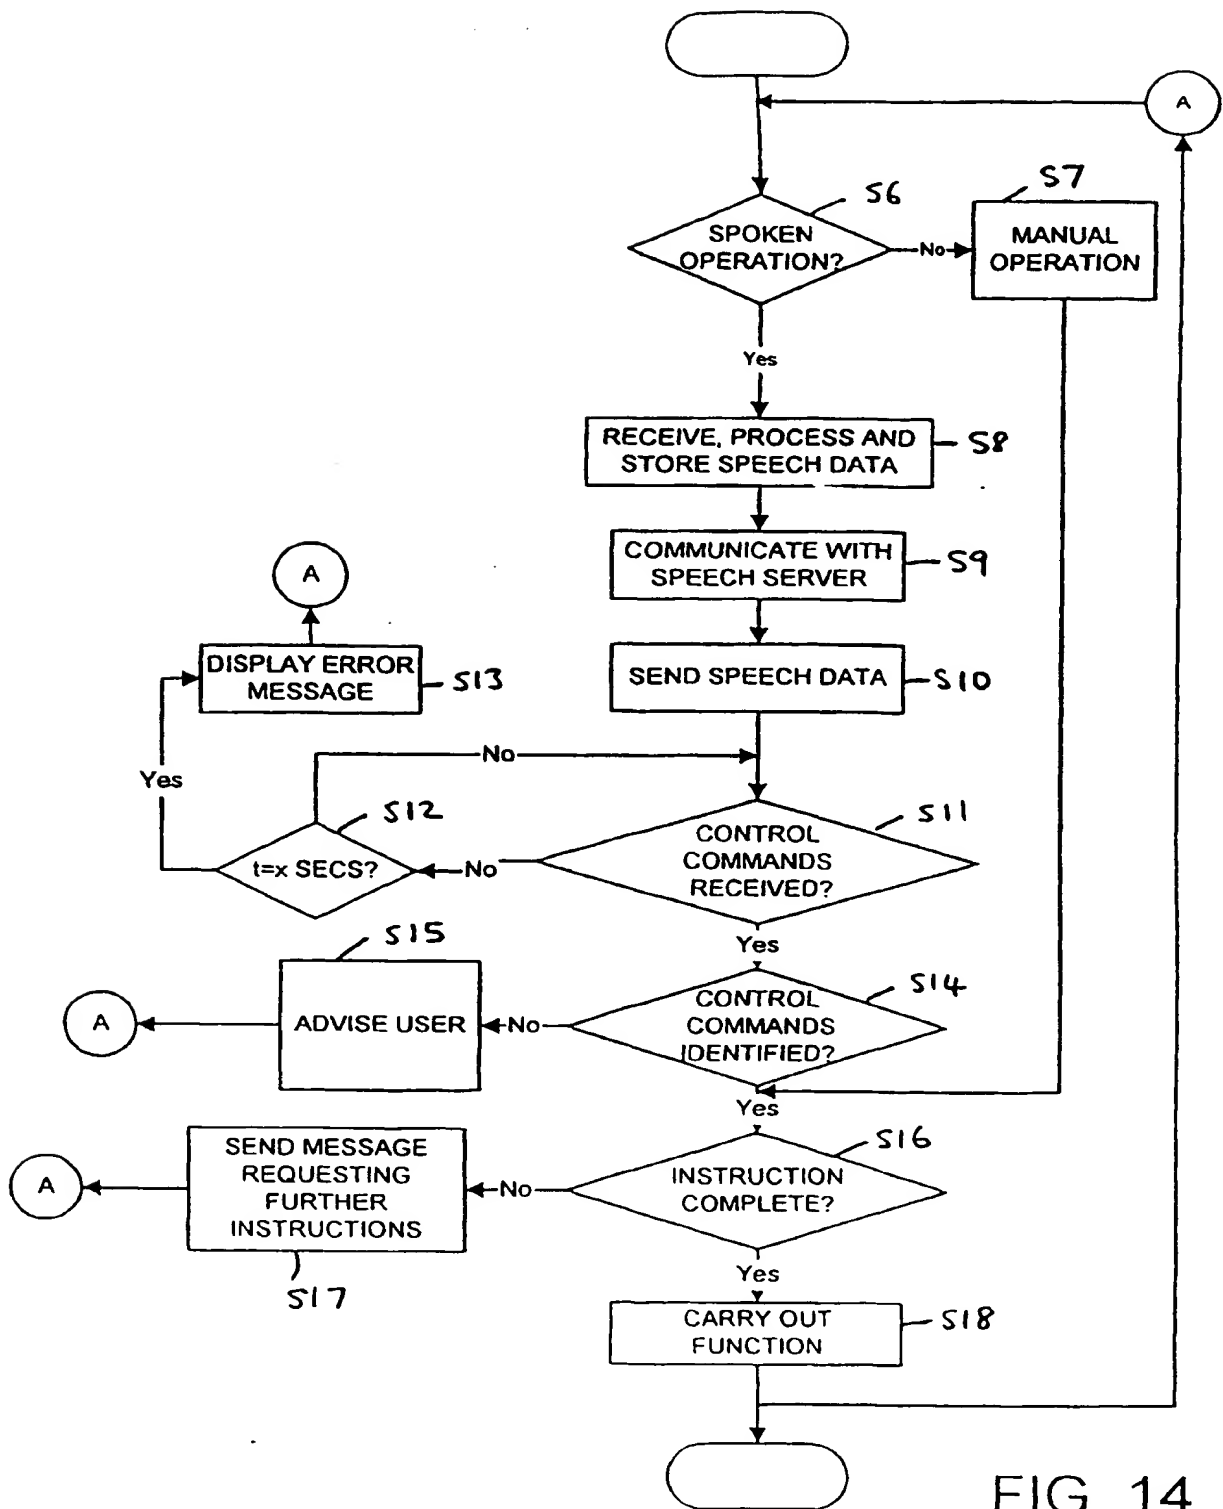 A
S6
S7
SPOKEN
OPERATION?
No
MANUAL
OPERATION
Yes
RECEIVE, PROCESS AND
STORE SPEECH DATA
S8
COMMUNICATE WITH
SPEECH SERVER
S9
A
DISPLAY ERROR
MESSAGE
S13
SEND SPEECH DATA
S10
No
Yes
S12
S11
t=x SECS?
No
CONTROL
COMMANDS
RECEIVED?
Yes
S15
S14
A
ADVISE USER
No
CONTROL
COMMANDS
IDENTIFIED?
Yes
S16
A
SEND MESSAGE
REQUESTING
FURTHER
INSTRUCTIONS
No
INSTRUCTION
COMPLETE?
S17
Yes
CARRY OUT
FUNCTION
S18
FIG. 14